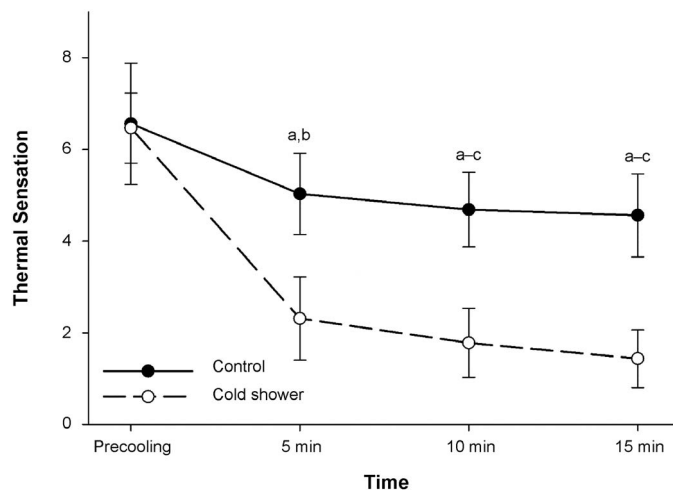 8
6
4
2
0
Thermal Sensation
a,b
a–c
a–c
Control
Cold shower
Precooling
5 min
10 min
15 min
Time